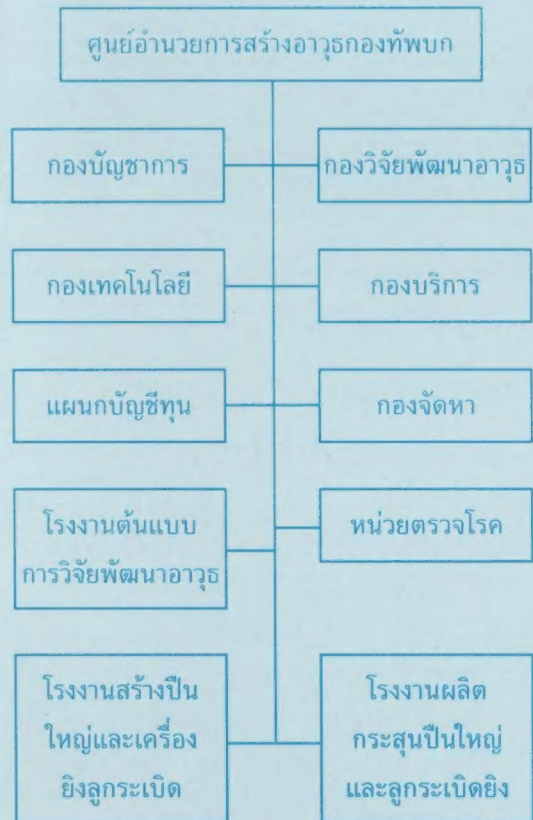 ศูนย์อำนวยการสร้างอาวุธกองทัพบก
กองบัญชาการ
กองวิจัยพัฒนาอาวุธ
กองเทคโนโลยี
กองบริการ
แผนกบัญชีทุน
กองจัดหา
โรงงานต้นแบบ
การวิจัยพัฒนาอาวุธ
หน่วยตรวจโรค
โรงงานสร้างปืน
ใหญ่และเครื่อง
ยิงลูกระเบิด
โรงงานผลิต
กระสุนปืนใหญ่
และลูกระเบิดยิง